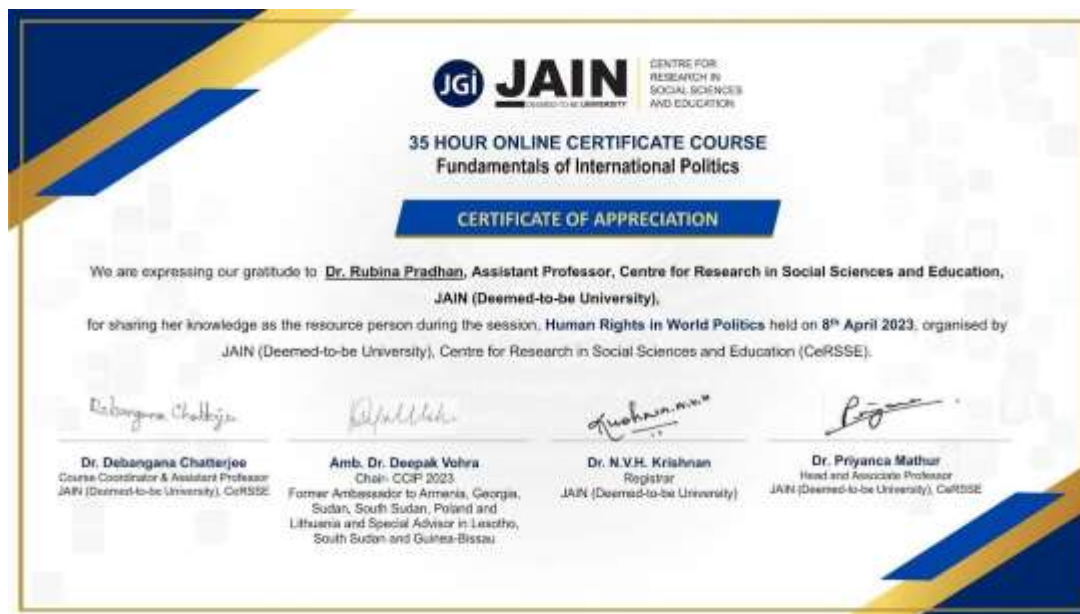 JGi JAIN
DEEMED-TO-BE UNIVERSITY
CENTRE FOR
RESEARCH IN
SOCIAL SCIENCES
AND EDUCATION
35 HOUR ONLINE CERTIFICATE COURSE
Fundamentals of International Politics
CERTIFICATE OF APPRECIATION
We are expressing our gratitude to Dr. Rubina Pradhan, Assistant Professor, Centre for Research in Social Sciences and Education,
JAIN (Deemed-to-be University),
for sharing her knowledge as the resource person during the session, Human Rights in World Politics held on 8th April 2023, organised by
JAIN (Deemed-to-be University), Centre for Research in Social Sciences and Education (CeRSSE).
Debangana Chatterjee
Dr. Debangana Chatterjee
Course Coordinator & Assistant Professor
JAIN (Deemed-to-be University), CeRSSE
Amb. Dr. Deepak Vohra
Chair- CCIP 2023
Former Ambassador to Armenia, Georgia,
Sudan, South Sudan, Poland and
Lithuania and Special Advisor in Lesotho,
South Sudan and Guinea-Bissau
Dr. N.V.H. Krishnan
Registrar
JAIN (Deemed-to-be University)
Dr. Priyanca Mathur
Head and Associate Professor
JAIN (Deemed-to-be University), CeRSSE